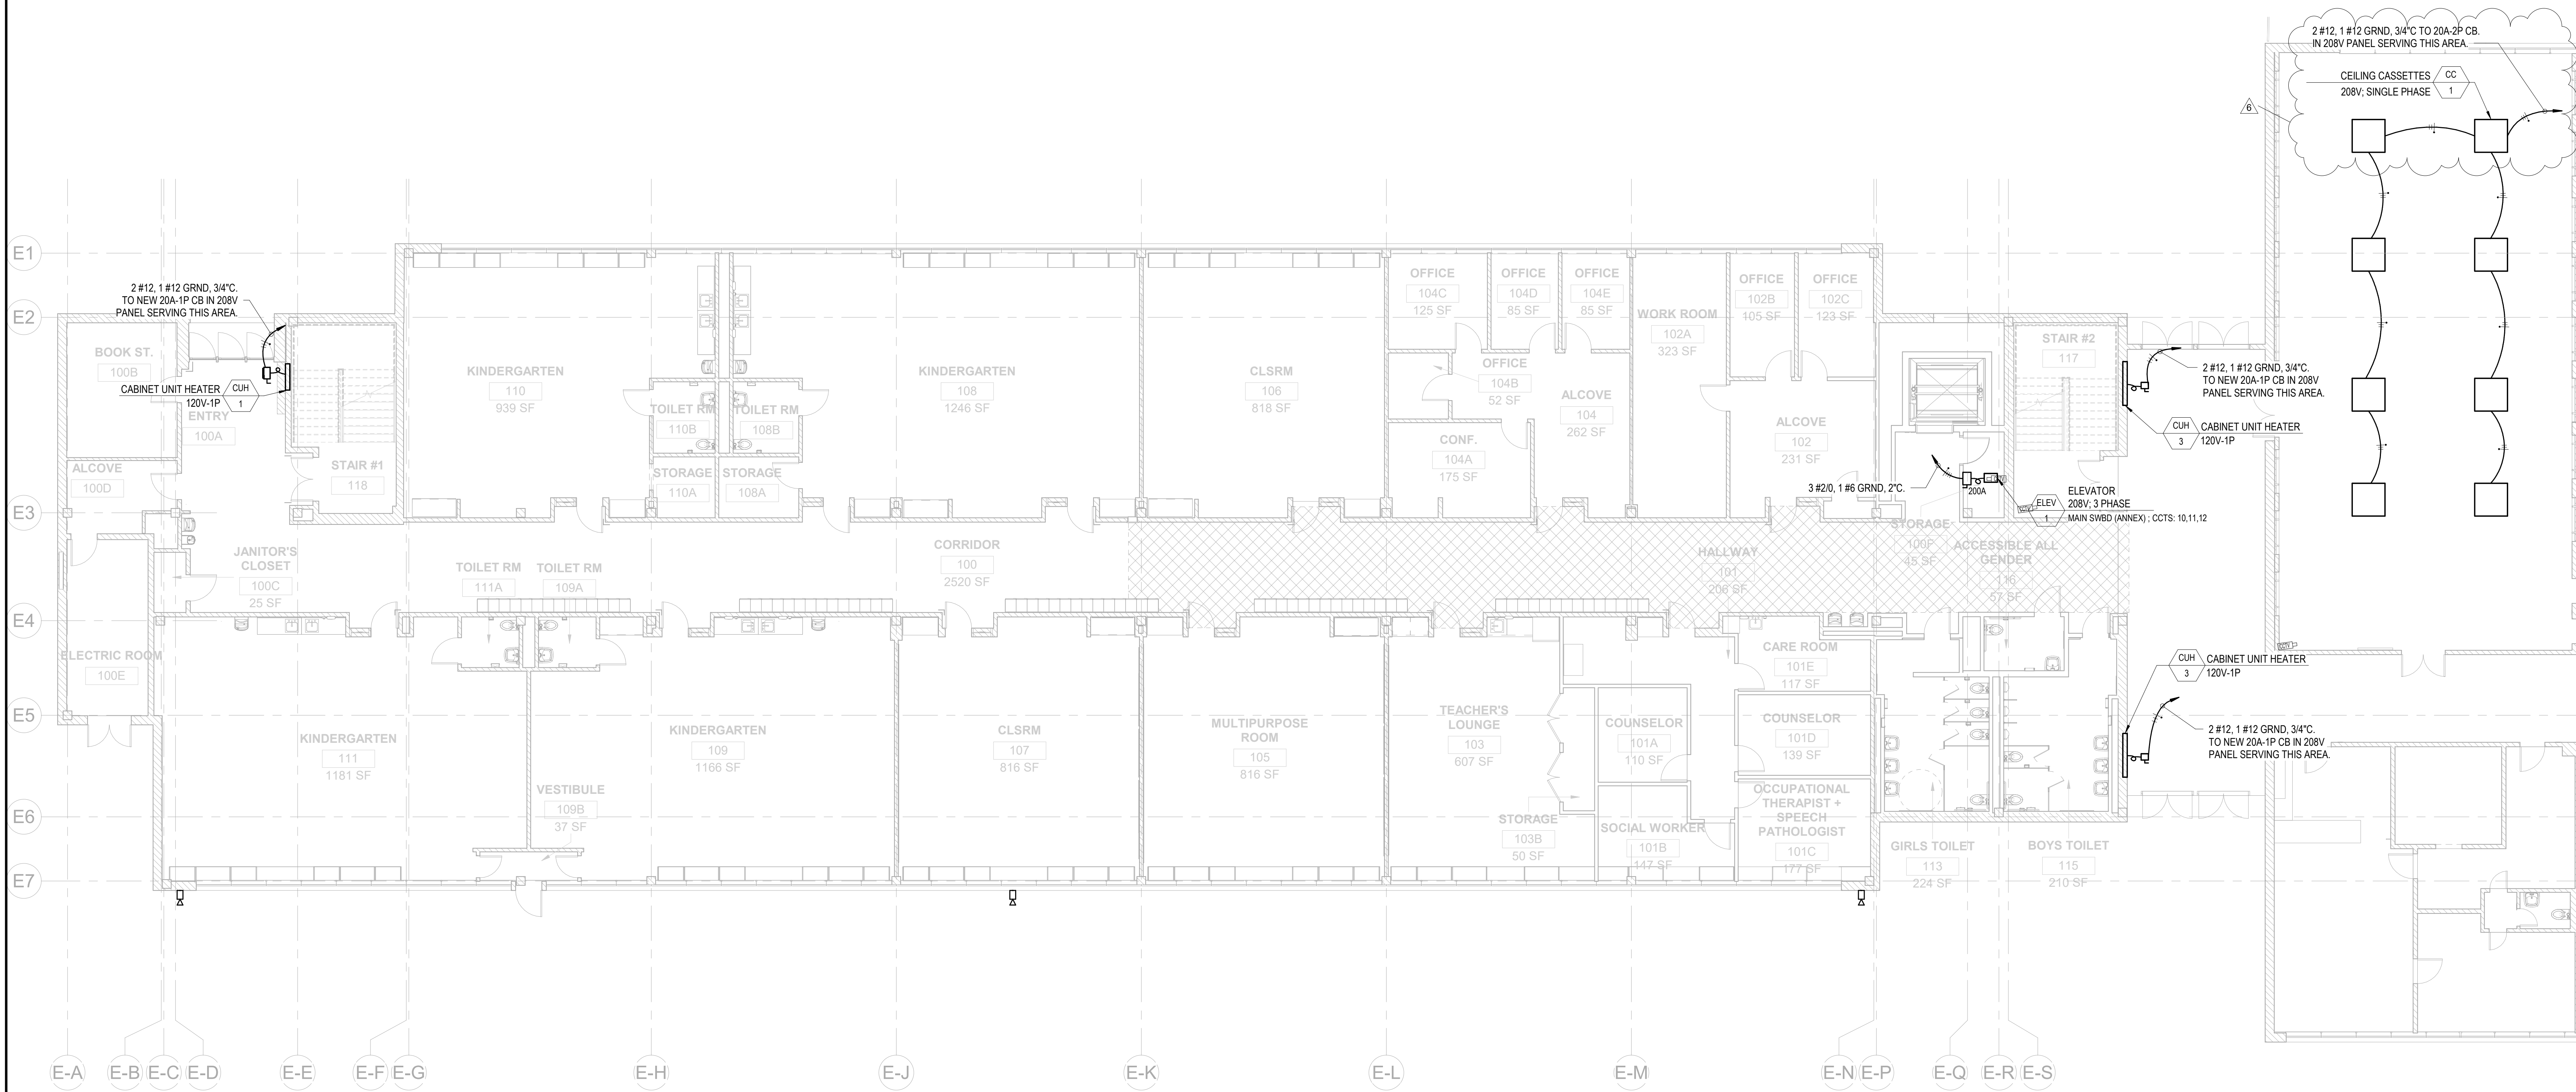 2 #12, 1 #12 GRND, 3/4"C TO 20A-2P CB.
IN 208V PANEL SERVING THIS AREA.
CEILING CASSETTES
208V; SINGLE PHASE
CC
1
6
E1
E2
E3
E4
E5
E6
E7
2 #12, 1 #12 GRND, 3/4"C.
TO NEW 20A-1P CB IN 208V
PANEL SERVING THIS AREA.
BOOK ST.
100B
CABINET UNIT HEATER
120V-1P
CUH
1
ENTRY
100A
ALCOVE
100D
STAIR #1
118
JANITOR'S
CLOSET
100C
25 SF
ELECTRIC ROOM
100E
KINDERGARTEN
110
939 SF
TOILET RM
110B
TOILET RM
108B
STORAGE
110A
STORAGE
108A
KINDERGARTEN
108
1246 SF
CLSRM
106
818 SF
OFFICE
104C
125 SF
OFFICE
104D
85 SF
OFFICE
104E
85 SF
OFFICE
104B
52 SF
ALCOVE
104
262 SF
CONF.
104A
175 SF
WORK ROOM
102A
323 SF
OFFICE
102B
105 SF
OFFICE
102C
123 SF
ALCOVE
102
231 SF
STAIR #2
117
2 #12, 1 #12 GRND, 3/4"C.
TO NEW 20A-1P CB IN 208V
PANEL SERVING THIS AREA.
CUH
3
CABINET UNIT HEATER
120V-1P
3 #2/0, 1 #6 GRND, 2"C.
200A
ELEV
1
ELEVATOR
208V; 3 PHASE
MAIN SWBD (ANNEX) ; CCTS: 10,11,12
STORAGE
100F
45 SF
ACCESSIBLE ALL
GENDER
116
57 SF
TOILET RM
111A
TOILET RM
109A
CORRIDOR
100
2520 SF
HALLWAY
101
206 SF
KINDERGARTEN
111
1181 SF
VESTIBULE
109B
37 SF
KINDERGARTEN
109
1166 SF
CLSRM
107
816 SF
MULTIPURPOSE
ROOM
105
816 SF
TEACHER'S
LOUNGE
103
607 SF
STORAGE
103B
50 SF
COUNSELOR
101A
110 SF
SOCIAL WORKER
101B
147 SF
CARE ROOM
101E
117 SF
COUNSELOR
101D
139 SF
OCCUPATIONAL
THERAPIST +
SPEECH
PATHOLOGIST
101C
177 SF
GIRLS TOILET
113
224 SF
BOYS TOILET
115
210 SF
CUH
3
CABINET UNIT HEATER
120V-1P
2 #12, 1 #12 GRND, 3/4"C.
TO NEW 20A-1P CB IN 208V
PANEL SERVING THIS AREA.
E-A
E-B
E-C
E-D
E-E
E-F
E-G
E-H
E-J
E-K
E-L
E-M
E-N
E-P
E-Q
E-R
E-S